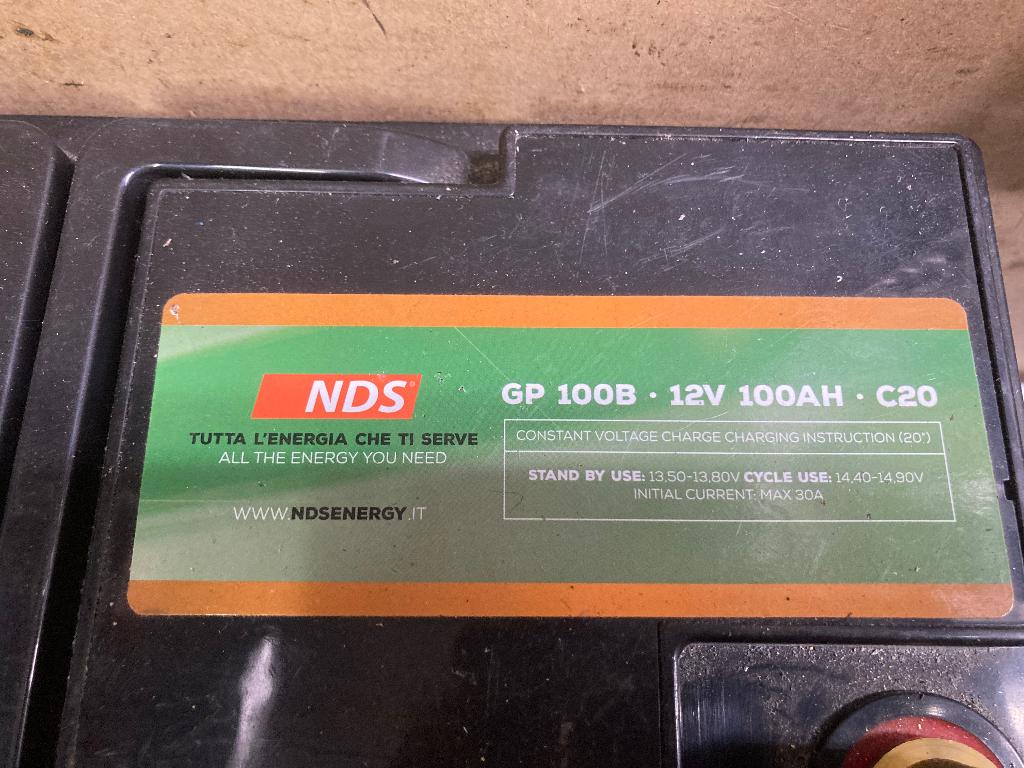 NDS®
TUTTA L'ENERGIA CHE TI SERVE
ALL THE ENERGY YOU NEED
WWW.NDSENERGY.IT
GP 100B · 12V 100AH · C20
CONSTANT VOLTAGE CHARGE CHARGING INSTRUCTION (20°)
STAND BY USE: 13,50-13,80V CYCLE USE: 14,40-14,90V
INITIAL CURRENT: MAX 30A